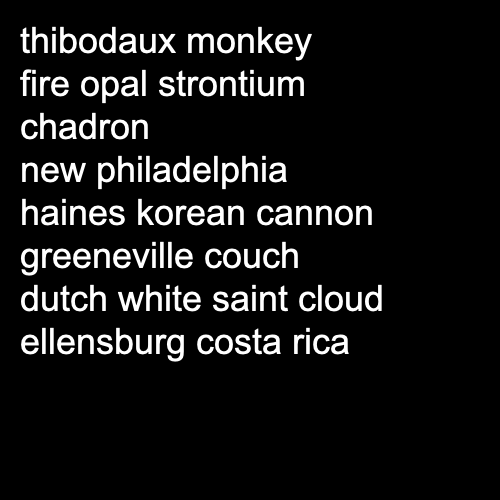 thibodaux monkey
fire opal strontium
chadron
new philadelphia
haines korean cannon
greeneville couch
dutch white saint cloud
ellensburg costa rica